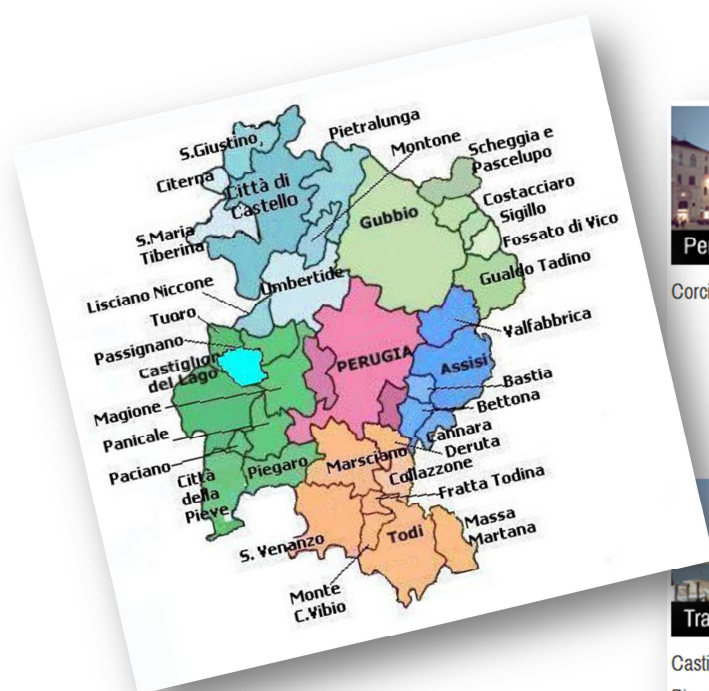 S.Giustino
Pietralunga
Montone
Citerna
Città di
Castello
Scheggia e
Pascelupo
Costacciaro
Sigillo
Gubbio
S.Maria
Tiberina
Fossato di Vico
Gualdo Tadino
Lisciano Niccone
Umbertide
Tuoro
Passignano
Valfabbrica
Castiglion
del Lago
PERUGIA
Assisi
Magione
Bastia
Bettona
Panicale
Cannara
Deruta
Paciano
Piegaro
Marsciano
Collazzone
Città
della
Pieve
Fratta Todina
S. Venanzo
Todi
Massa
Martana
Monte
C.Vibio
Pe
Corci
Tra
Casti